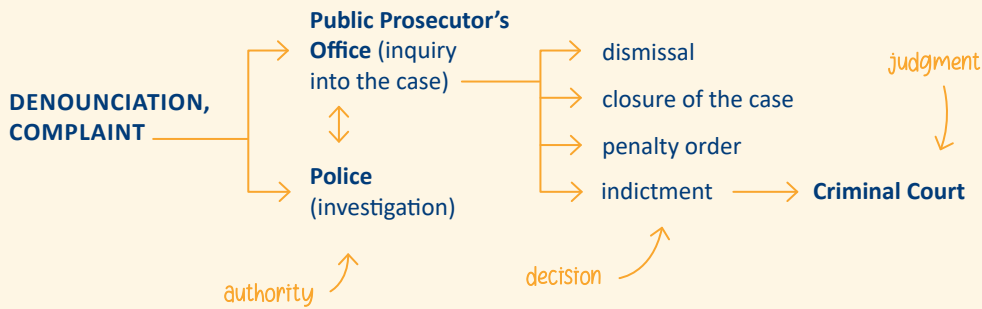 Public Prosecutor's
Office (inquiry
into the case)
DENOUNCIATION,
COMPLAINT
Police
(investigation)
dismissal
closure of the case
penalty order
indictment
Criminal Court
judgment
authority
decision